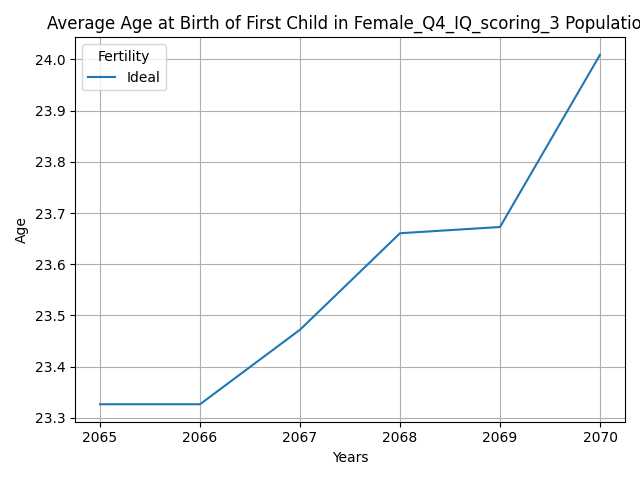 Average Age at Birth of First Child in Female_Q4_IQ_scoring_3 Populatio
Fertility
Ideal
24.0
23.9
23.8
23.7
23.6
23.5
23.4
23.3
Age
2065 2066 2067 2068 2069 2070
Years